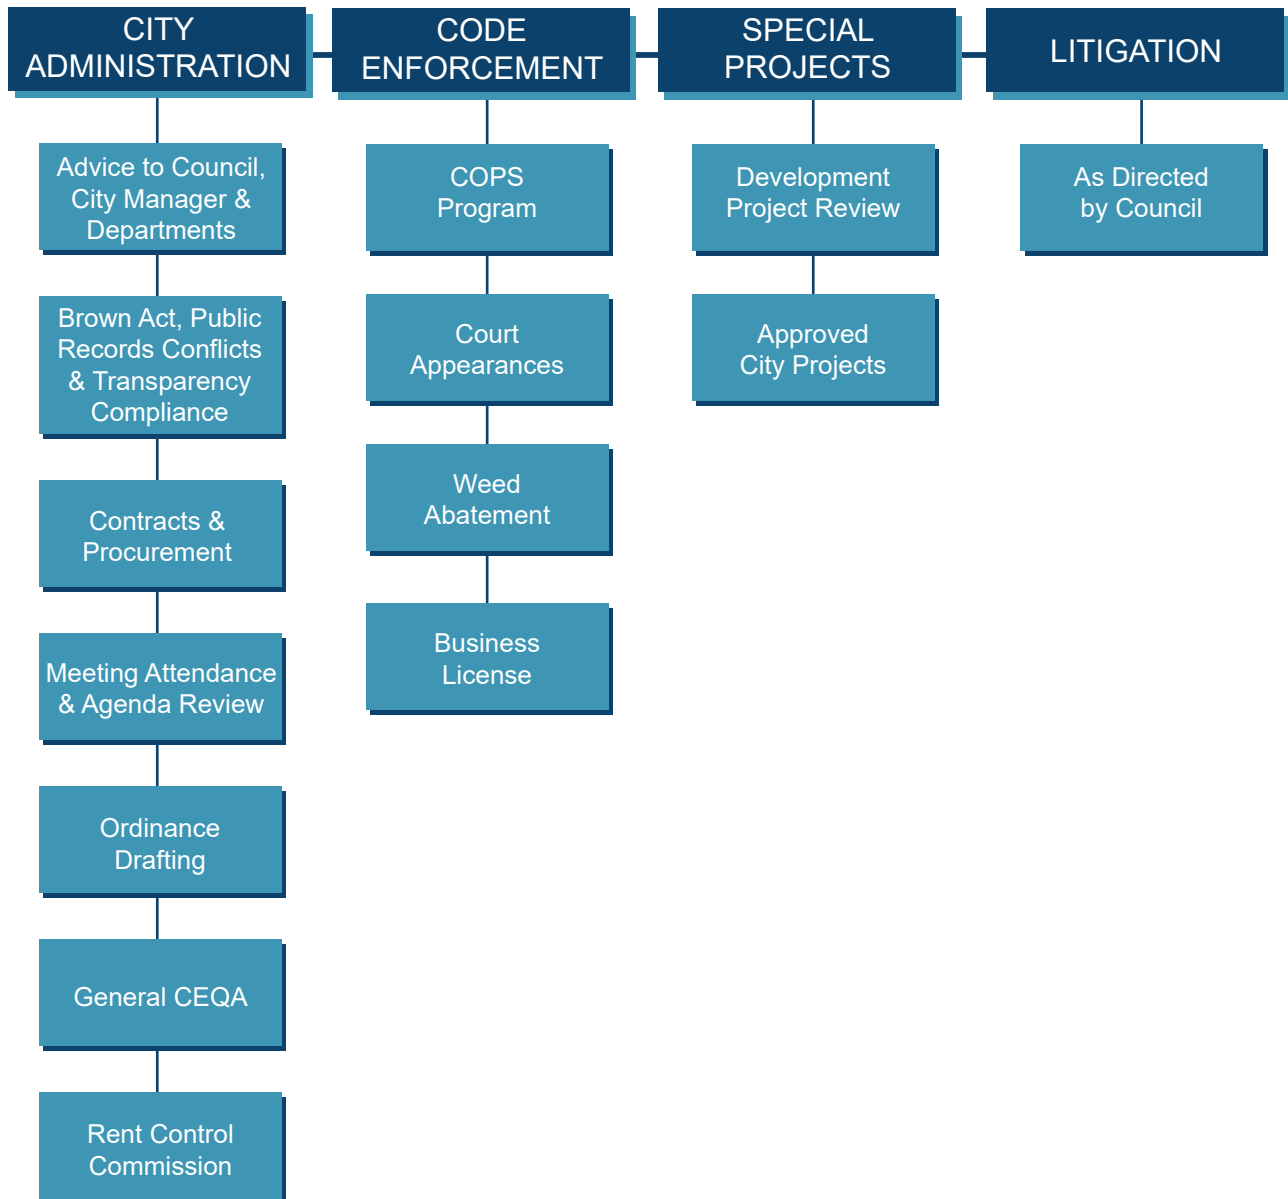 CITY
ADMINISTRATION
Advice to Council,
City Manager &
Departments
Brown Act, Public
Records Conflicts
& Transparency
Compliance
Contracts &
Procurement
Meeting Attendance
& Agenda Review
Ordinance
Drafting
General CEQA
Rent Control
Commission
CODE
ENFORCEMENT
COPS
Program
Court
Appearances
Weed
Abatement
Business
License
SPECIAL
PROJECTS
Development
Project Review
Approved
City Projects
LITIGATION
As Directed
by Council